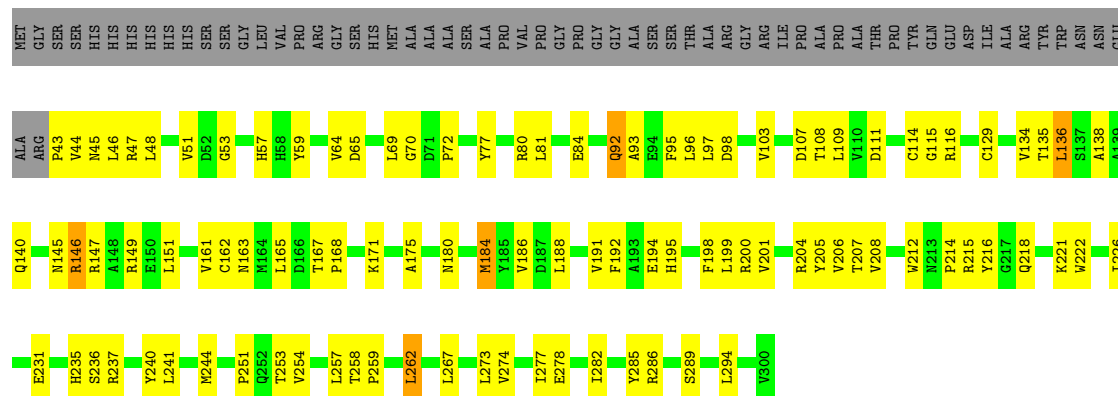 MET GLY SER SER HIS HIS HIS HIS HIS HIS SER SER GLY LEU VAL PRO ARG GLY SER HIS MET ALA ALA ALA SER ALA PRO VAL PRO GLY PRO GLY GLY ALA SER SER THR ALA ARG GLY ARG ILE PRO ALA PRO ALA THR PRO TYR GLN GLU ASP ILE ALA ARG TYR TRP ASN ASN GLU
ALA ARG P43 V44 N45 L46 R47 L48 V51 D52 G53 H57 H58 Y59 V64 D65 L69 G70 D71 P72 Y77 R80 L81 E84 Q92 A93 E94 F95 L96 L97 D98 V103 D107 T108 L109 V110 D111 C114 G115 R116 C129 V134 T135 L136 S137 A138 A139
Q140 N145 R146 R147 A148 R149 E150 L151 V161 C162 N163 M164 L165 D166 T167 P168 K171 A175 N180 M184 Y185 V186 D187 L188 V191 F192 A193 E194 H195 F198 L199 R200 V201 R204 Y205 V206 T207 V208 W212 N213 P214 R215 Y216 G217 Q218 K221 W222 I226
E231 H235 S236 R237 Y240 L241 M244 P251 Q252 T253 V254 L257 T258 P259 L262 L267 L273 V274 I277 E278 I282 Y285 R286 S289 L294 V300